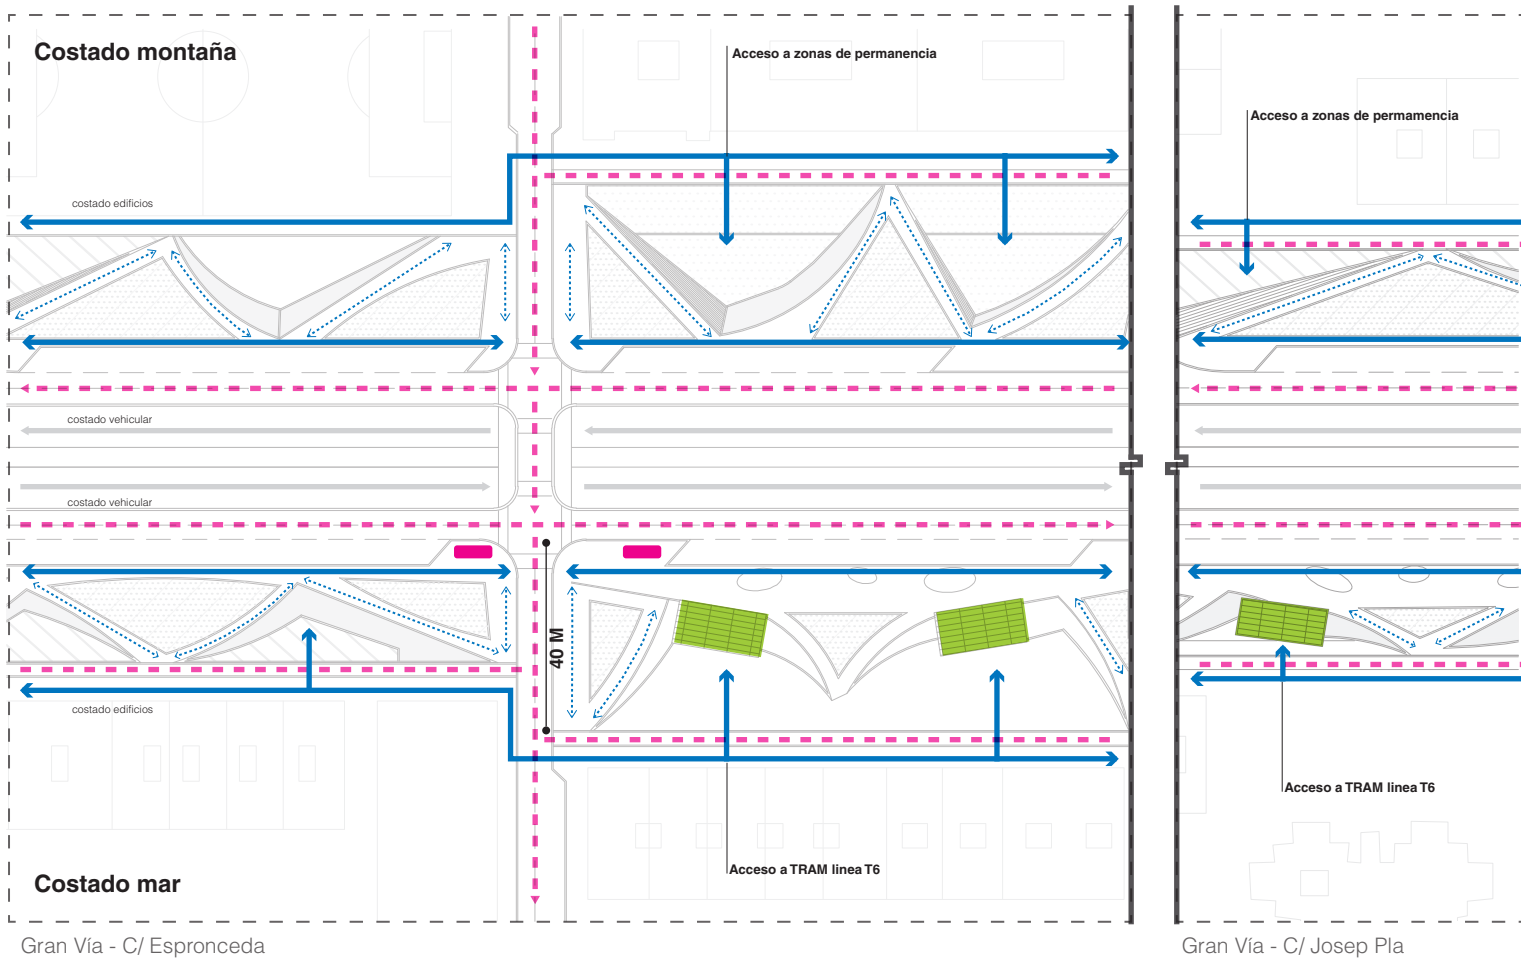 Costado montaña
Acceso a zonas de permanencia
Acceso a zonas de permamencia
costado edificios
costado vehicular
costado vehicular
40 M
costado edificios
Acceso a TRAM linea T6
Acceso a TRAM linea T6
Costado mar
Gran Vía - C/ Espronceda
Gran Vía - C/ Josep Pla